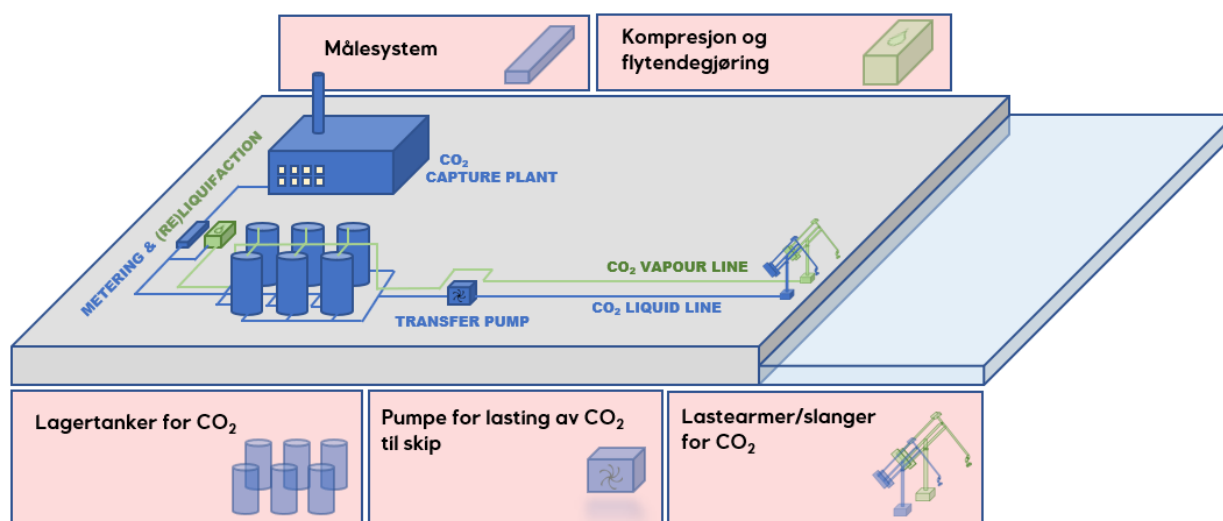 Målesystem
Kompresjon og
flytendegjøring
METERING & (RE)LIQUIFACTION
CO₂
CAPTURE PLANT
CO₂ VAPOUR LINE
CO₂ LIQUID LINE
TRANSFER PUMP
Lagertanker for CO₂
Pumpe for lasting av CO₂
til skip
Lastearmer/slanger
for CO₂